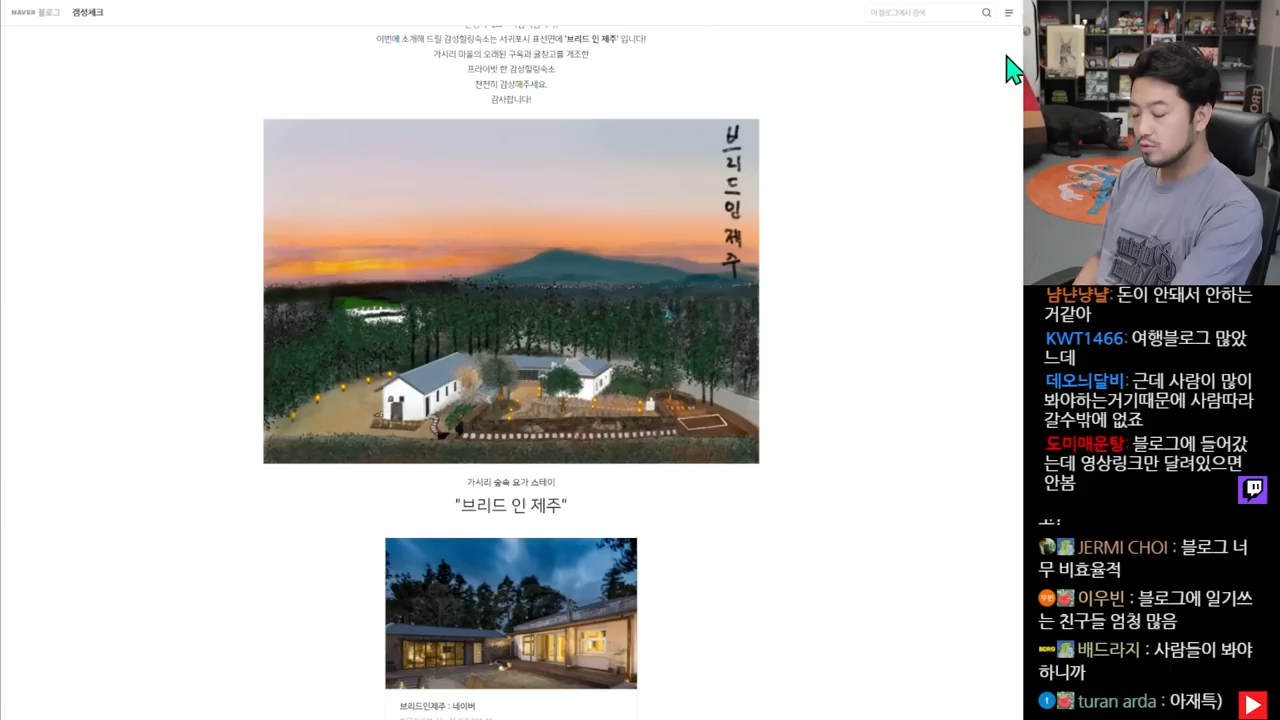 NAVER 블로그 갬성세크
이 블로그에서 검색
이번에 소개해 드릴 감성힐링숙소는 서귀포시 표선면에 '브리드 인 제주' 입니다!
가시리 마을의 오래된 구옥과 귤창고를 개조한
프라이빗 한 감성힐링숙소
천천히 감상해주세요.
감사합니다!
브리드인 제주
가시리 숲속 요가 스테이
"브리드 인 제주"
브리드인제주 : 네이버
냠냔냥냘: 돈이 안돼서 안하는
거같아
KWT1466: 여행블로그 많았
느데
데오늬달비: 근데 사람이 많이
봐야하는거기때문에 사람따라
갈수밖에 없죠
도미매운탕: 블로그에 들어갔
는데 영상링크만 달려있으면
안봄
JERMI CHOI : 블로그 너
무 비효율적
이우빈 : 블로그에 일기쓰
는 친구들 엄청 많음
배드라지 : 사람들이 봐야
하니까
turan arda : 아재특)